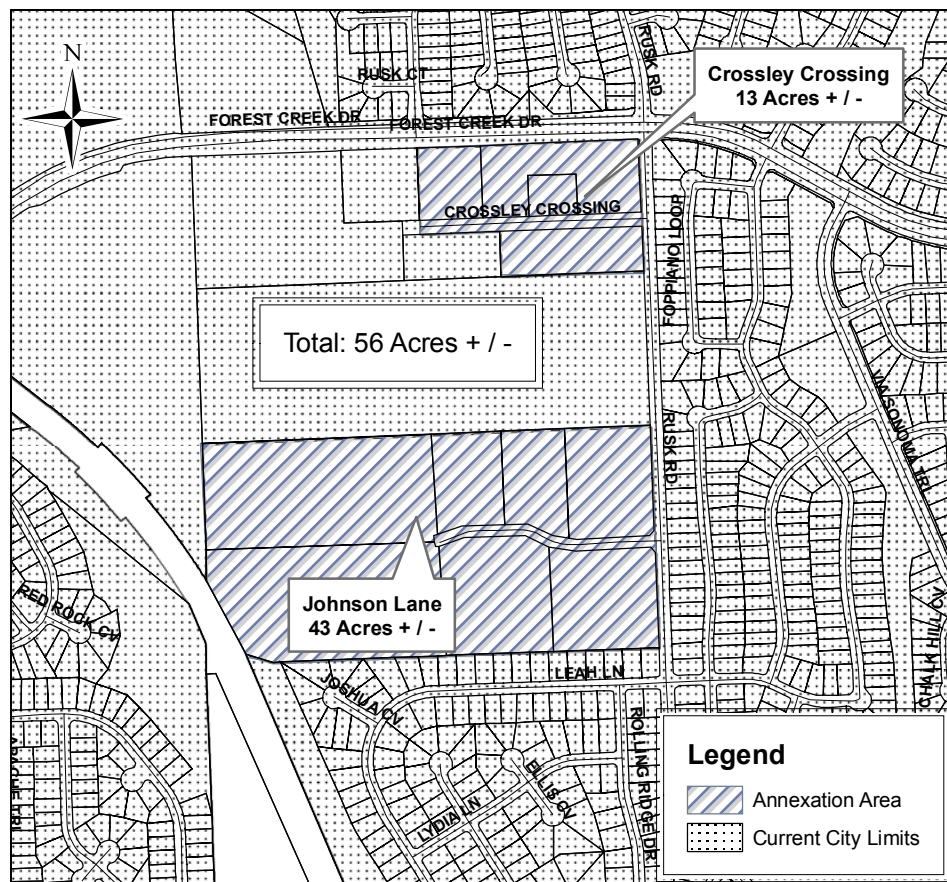 N
RUSK CT
RUSK RD
Crossley Crossing
13 Acres + / -
FOREST CREEK DR
FOREST CREEK DR
CROSSLEY CROSSING
FOPPIANO LOOP
Total: 56 Acres + / -
VIA SONOMA TRL
RUSK RD
Johnson Lane
43 Acres + / -
RED ROCK CV
CHALK HILL CV
LEAH LN
JOSHUA CV
ROLLING RIDGE DR
ELLIS CV
LYDIA LN
APACHE TRL
Legend
Annexation Area
Current City Limits